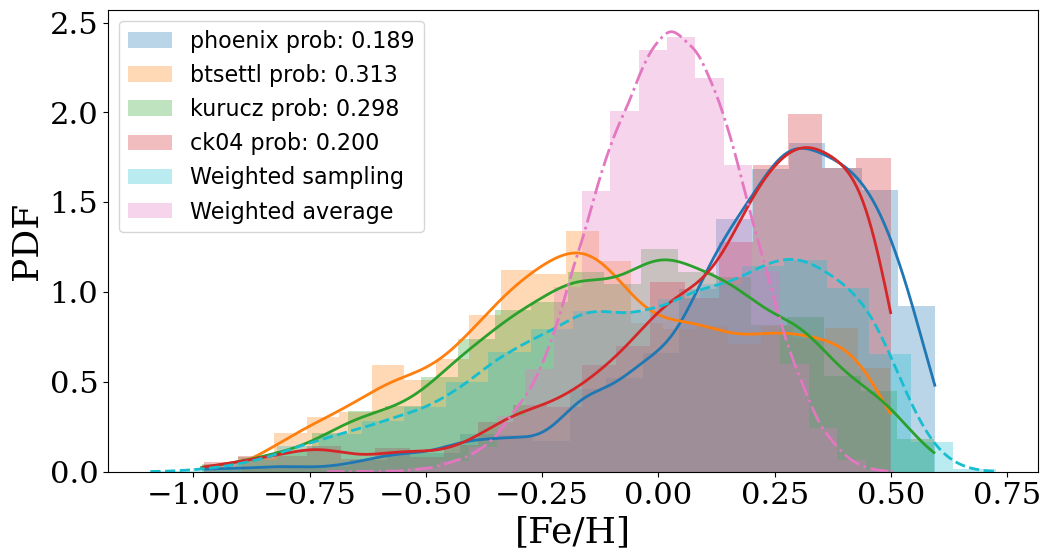 phoenix prob: 0.189
btsettl prob: 0.313
kurucz prob: 0.298
ck04 prob: 0.200
Weighted sampling
Weighted average
PDF
2.5
2.0
1.5
1.0
0.5
0.0
−1.00 −0.75 −0.50 −0.25 0.00 0.25 0.50 0.75
[Fe/H]